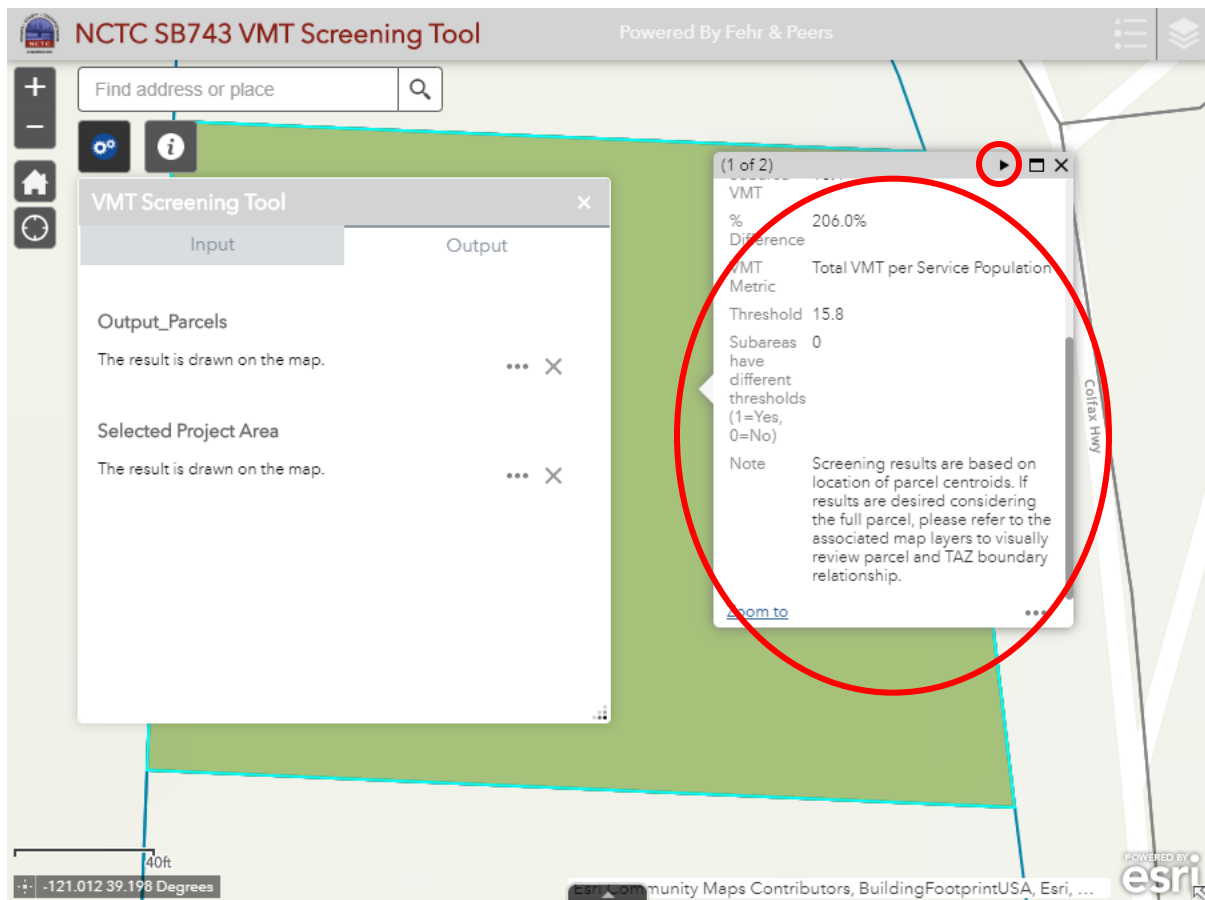 NCTC SB743 VMT Screening Tool
Powered By Fehr & Peers
NCTC
+
−
Find address or place
i
VMT Screening Tool
×
Input
Output
Output_Parcels
The result is drawn on the map.
Selected Project Area
The result is drawn on the map.
(1 of 2)
VMT
% 206.0%
Difference
VMT Total VMT per Service Population
Metric
Threshold 15.8
Subareas 0
have
different
thresholds
(1=Yes,
0=No)
Note Screening results are based on
location of parcel centroids. If
results are desired considering
the full parcel, please refer to the
associated map layers to visually
review parcel and TAZ boundary
relationship.
Zoom to
Colfax Hwy
40ft
-121.012 39.198 Degrees
Esri Community Maps Contributors, BuildingFootprintUSA, Esri, ...
POWERED BY
esri